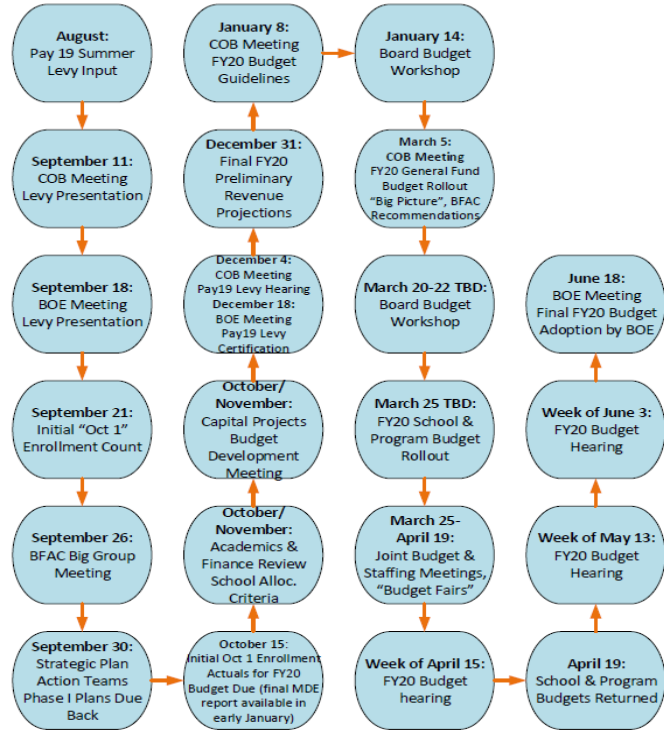 August:
Pay 19 Summer
Levy Input
September 11:
COB Meeting
Levy Presentation
September 18:
BOE Meeting
Levy Presentation
September 21:
Initial “Oct 1”
Enrollment Count
September 26:
BFAC Big Group
Meeting
September 30:
Strategic Plan
Action Teams
Phase I Plans Due
Back
October 15:
Initial Oct 1 Enrollment
Actuals for FY20
Budget Due (final MDE
report available in
early January)
October/
November:
Academics &
Finance Review
School Alloc.
Criteria
October/
November:
Capital Projects
Budget
Development
Meeting
December 4:
COB Meeting
Pay19 Levy Hearing
December 18:
BOE Meeting
Pay19 Levy
Certification
December 31:
Final FY20
Preliminary
Revenue
Projections
January 8:
COB Meeting
FY20 Budget
Guidelines
January 14:
Board Budget
Workshop
March 5:
COB Meeting
FY20 General Fund
Budget Rollout
“Big Picture”, BFAC
Recommendations
March 20-22 TBD:
Board Budget
Workshop
March 25 TBD:
FY20 School &
Program Budget
Rollout
March 25-
April 19:
Joint Budget &
Staffing Meetings,
“Budget Fairs”
Week of April 15:
FY20 Budget
hearing
April 19:
School & Program
Budgets Returned
Week of May 13:
FY20 Budget
Hearing
Week of June 3:
FY20 Budget
Hearing
June 18:
BOE Meeting
Final FY20 Budget
Adoption by BOE